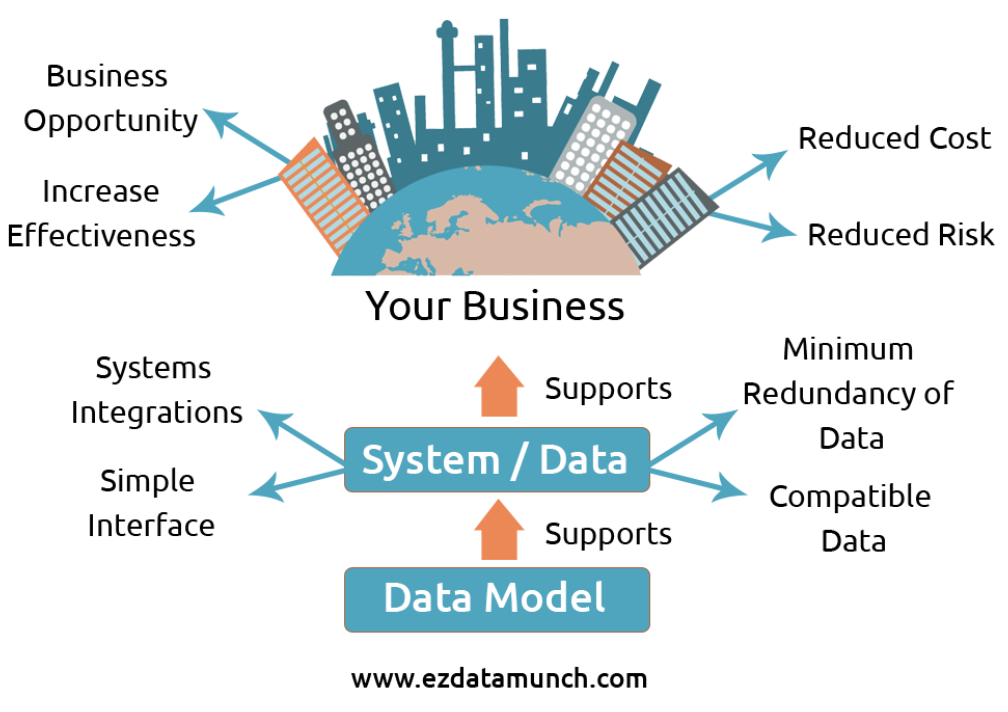 Business
Opportunity
Increase
Effectiveness
Reduced Cost
Reduced Risk
Your Business
Systems
Integrations
Simple
Interface
Supports
Minimum
Redundancy of
Data
Compatible
Data
System / Data
Supports
Data Model
www.ezdatamunch.com